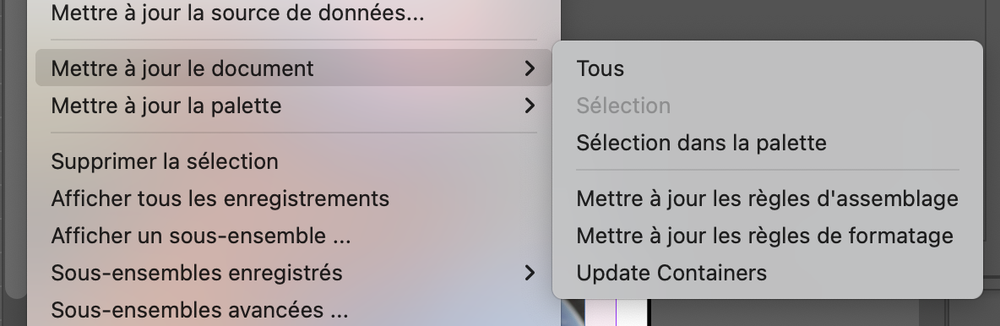 Mettre à jour la source de données...
Mettre à jour le document
Mettre à jour la palette
Supprimer la sélection
Afficher tous les enregistrements
Afficher un sous-ensemble ...
Sous-ensembles enregistrés
Sous-ensembles avancées ...
Tous
Sélection
Sélection dans la palette
Mettre à jour les règles d'assemblage
Mettre à jour les règles de formatage
Update Containers